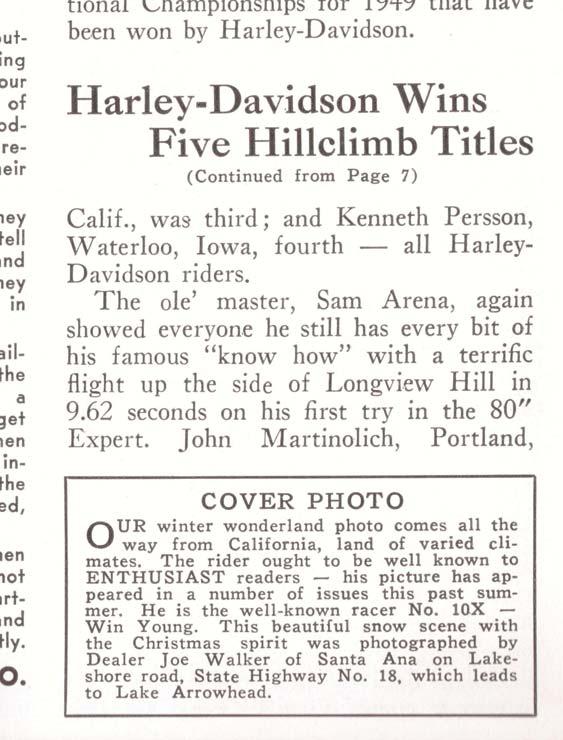 tional Championships for 1949 that have
been won by Harley-Davidson.
Harley-Davidson Wins
Five Hillclimb Titles
(Continued from Page 7)
Calif., was third; and Kenneth Persson,
Waterloo, Iowa, fourth — all Harley-
Davidson riders.
The ole' master, Sam Arena, again
showed everyone he still has every bit of
his famous “know how” with a terrific
flight up the side of Longview Hill in
9.62 seconds on his first try in the 80″
Expert. John Martinolich, Portland,
COVER PHOTO
OUR winter wonderland photo comes all the
way from California, land of varied cli-
mates. The rider ought to be well known to
ENTHUSIAST readers — his picture has ap-
peared in a number of issues this past sum-
mer. He is the well-known racer No. 10X —
Win Young. This beautiful snow scene with
the Christmas spirit was photographed by
Dealer Joe Walker of Santa Ana on Lake-
shore road, State Highway No. 18, which leads
to Lake Arrowhead.